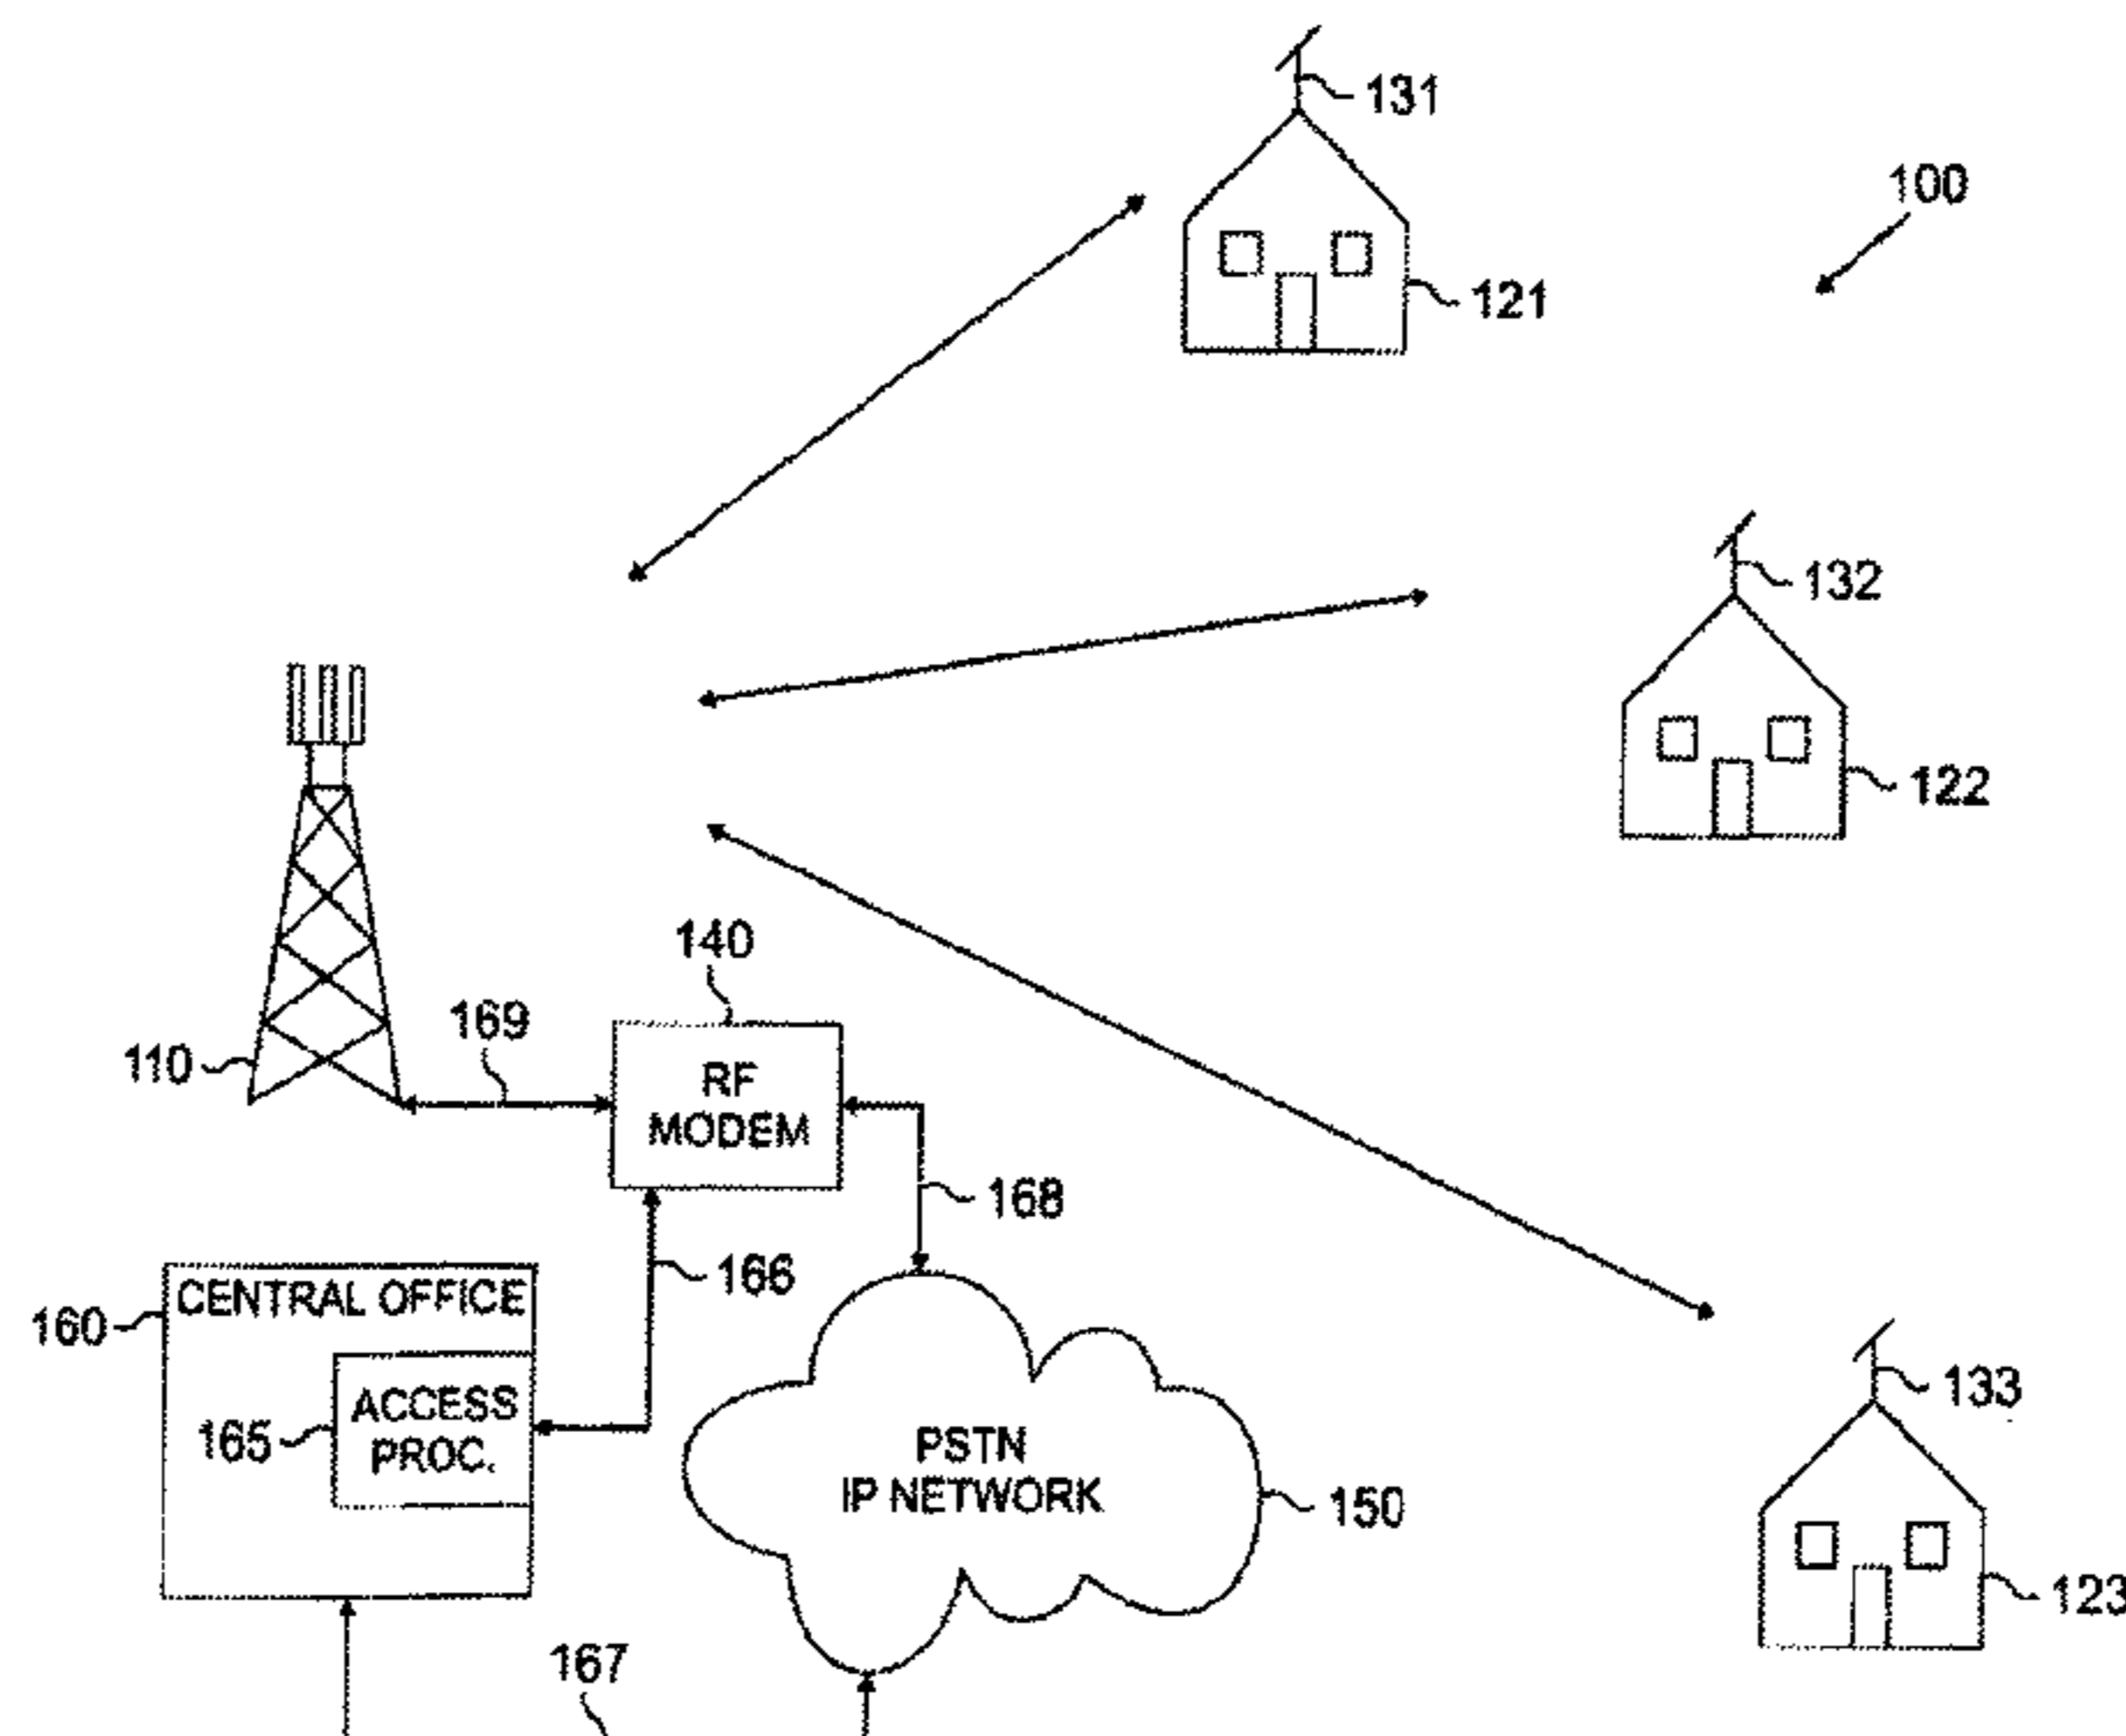 131
100
121
132
122
140
169
110
RF
MODEM
168
166
CENTRAL OFFICE
160
ACCESS
PROC.
165
PSTN
IP NETWORK
150
133
123
167